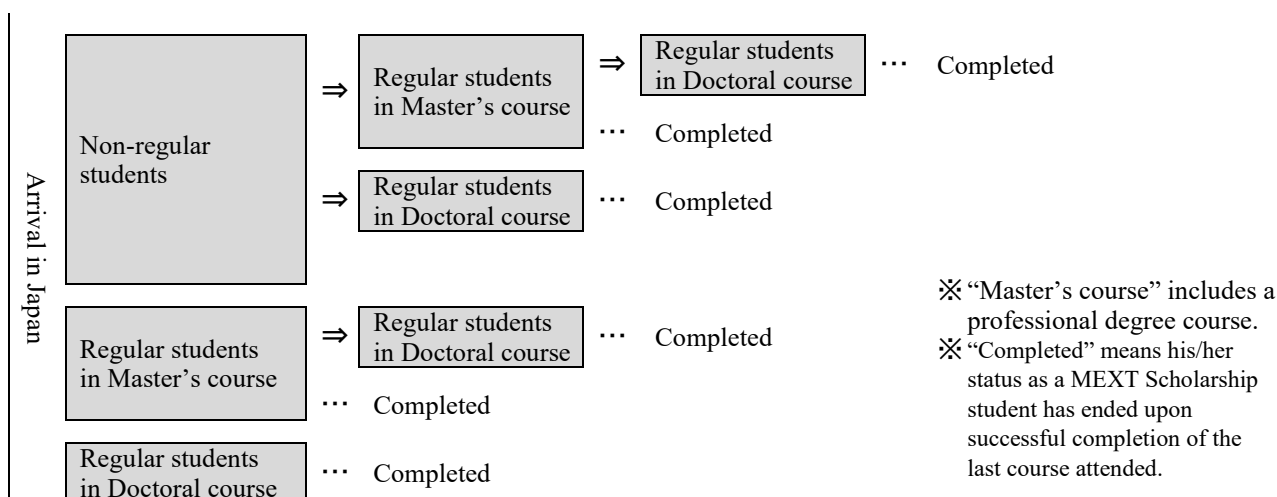 Arrival in Japan
Non-regular
students
⇒
Regular students
in Master’s course
⇒
Regular students
in Doctoral course
… Completed
… Completed
⇒
Regular students
in Doctoral course
… Completed
Regular students
in Master’s course
⇒
Regular students
in Doctoral course
… Completed
… Completed
Regular students
in Doctoral course
… Completed
※ “Master’s course” includes a
professional degree course.
※ “Completed” means his/her
status as a MEXT Scholarship
student has ended upon
successful completion of the
last course attended.